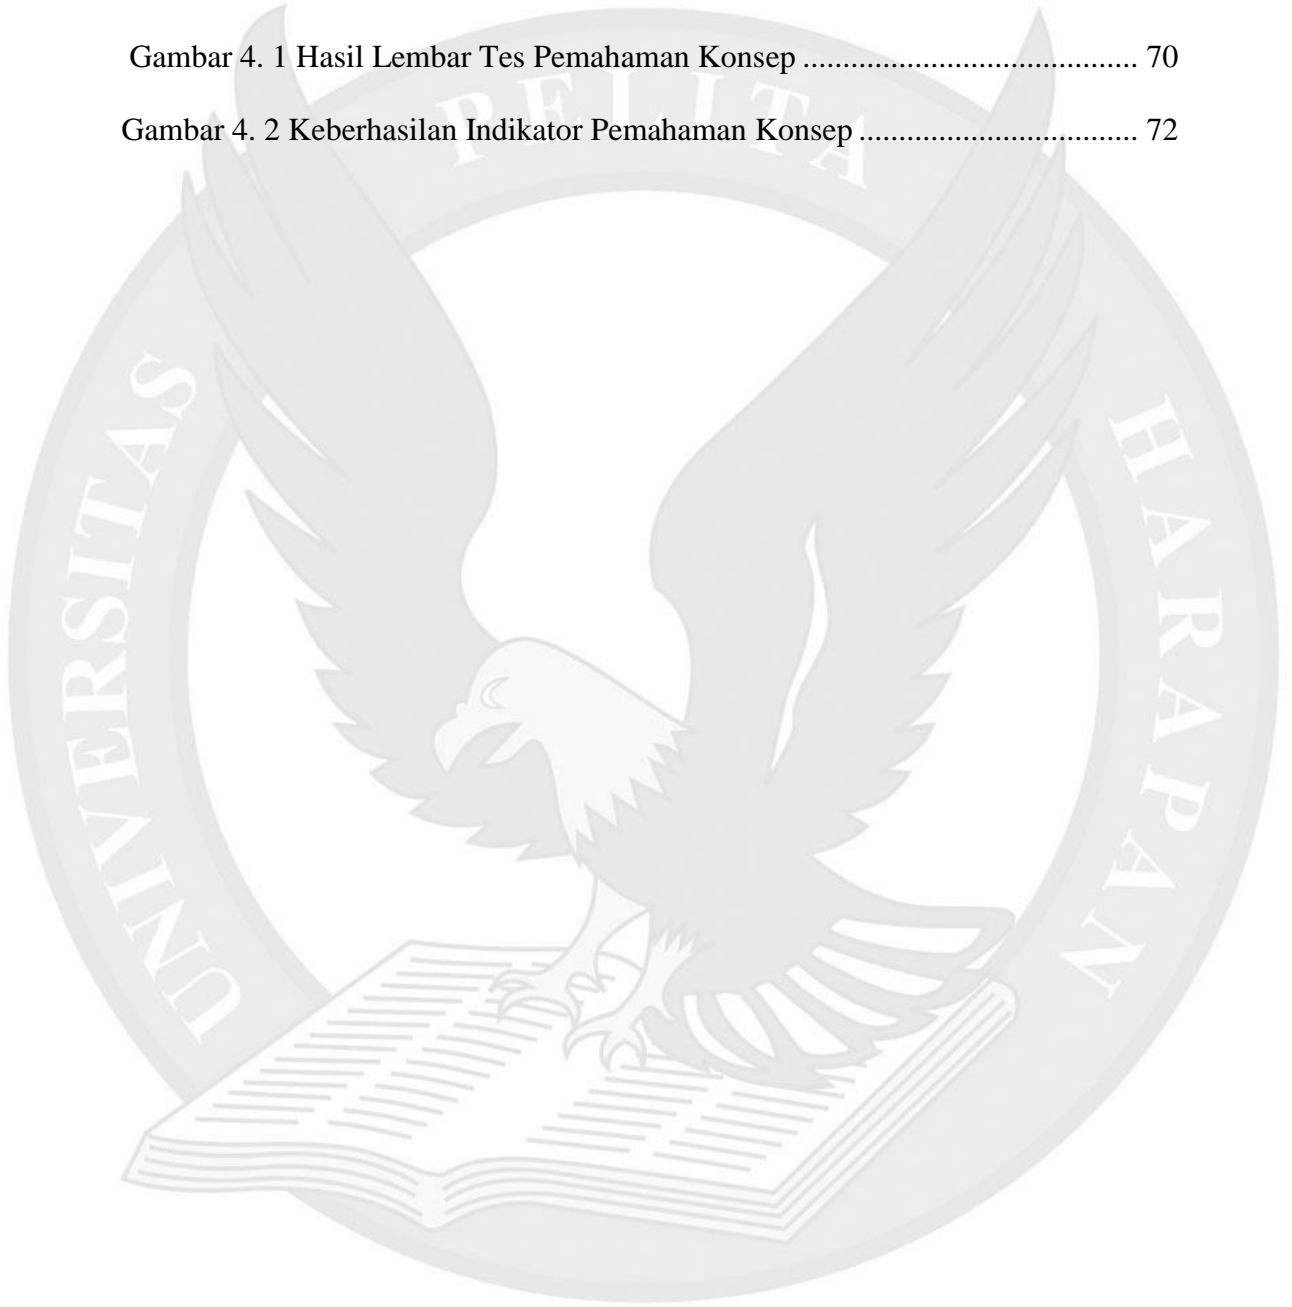 Gambar 4. 1 Hasil Lembar Tes Pemahaman Konsep .......................................... 70
Gambar 4. 2 Keberhasilan Indikator Pemahaman Konsep ................................... 72
UNIVERSITAS
PELITA
HARAPAN